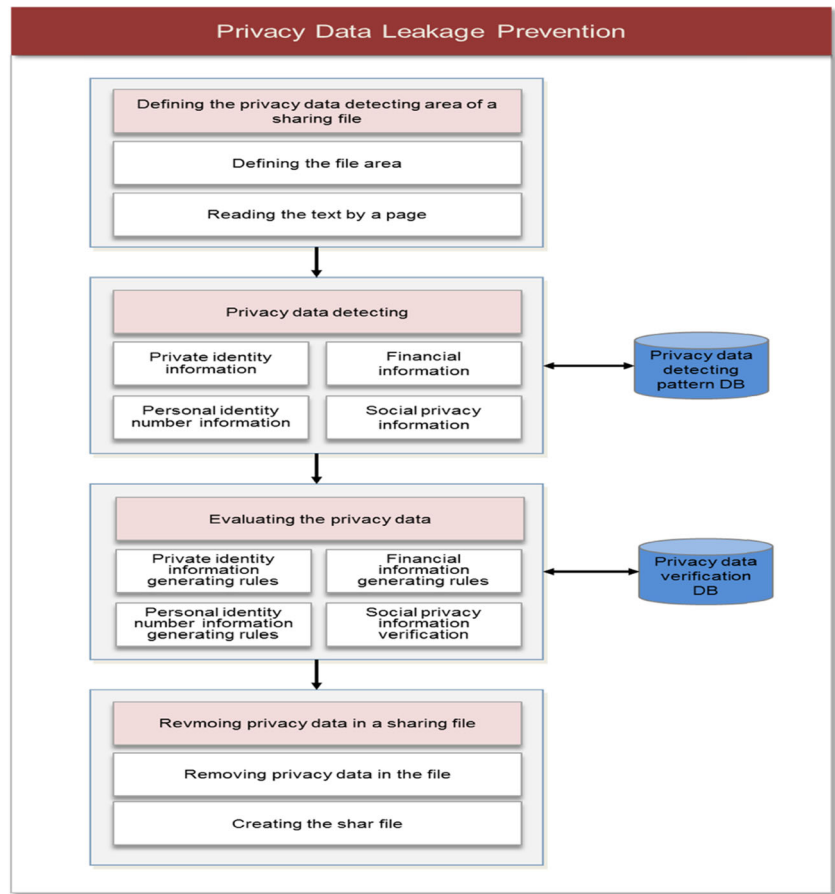 Privacy Data Leakage Prevention
Defining the privacy data detecting area of a
sharing file
Defining the file area
Reading the text by a page
Privacy data detecting
Private identity
information
Financial
information
Personal identity
number information
Social privacy
information
Privacy data
detecting
pattern DB
Evaluating the privacy data
Private identity
information
generating rules
Financial
information
generating rules
Personal identity
number information
generating rules
Social privacy
information
verification
Privacy data
verification
DB
Revmoing privacy data in a sharing file
Removing privacy data in the file
Creating the shar file